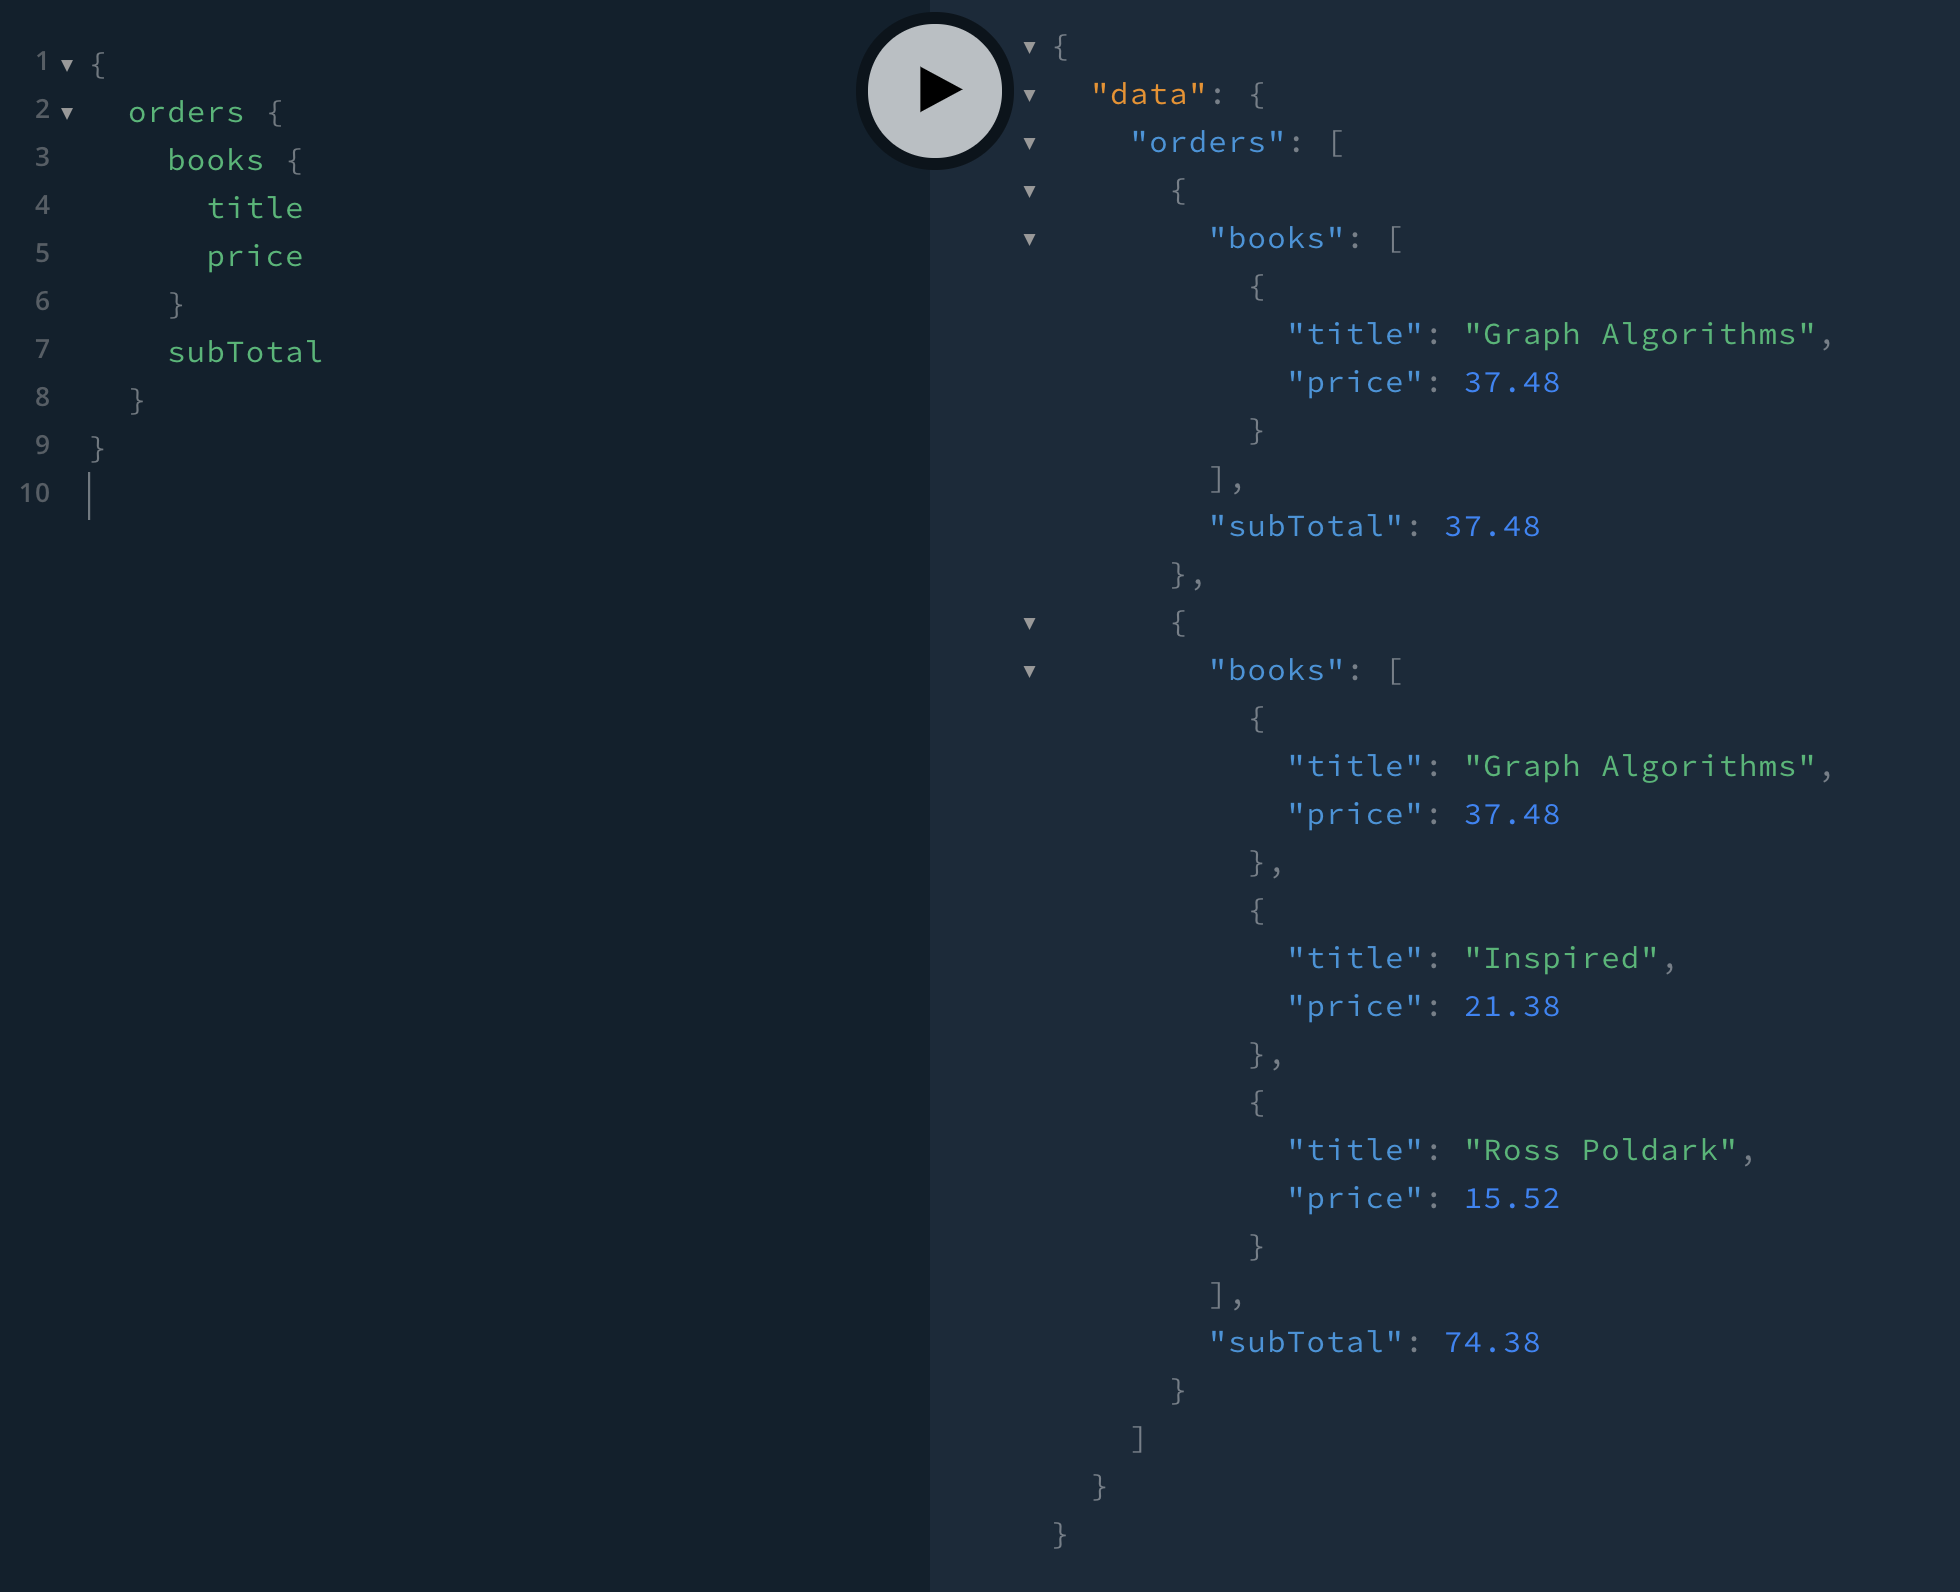 1 {
2   orders {
3     books {
4       title
5       price
6     }
7     subTotal
8   }
9 }
10
{
  "data": {
    "orders": [
      {
        "books": [
          {
            "title": "Graph Algorithms",
            "price": 37.48
          }
        ],
        "subTotal": 37.48
      },
      {
        "books": [
          {
            "title": "Graph Algorithms",
            "price": 37.48
          },
          {
            "title": "Inspired",
            "price": 21.38
          },
          {
            "title": "Ross Poldark",
            "price": 15.52
          }
        ],
        "subTotal": 74.38
      }
    ]
  }
}